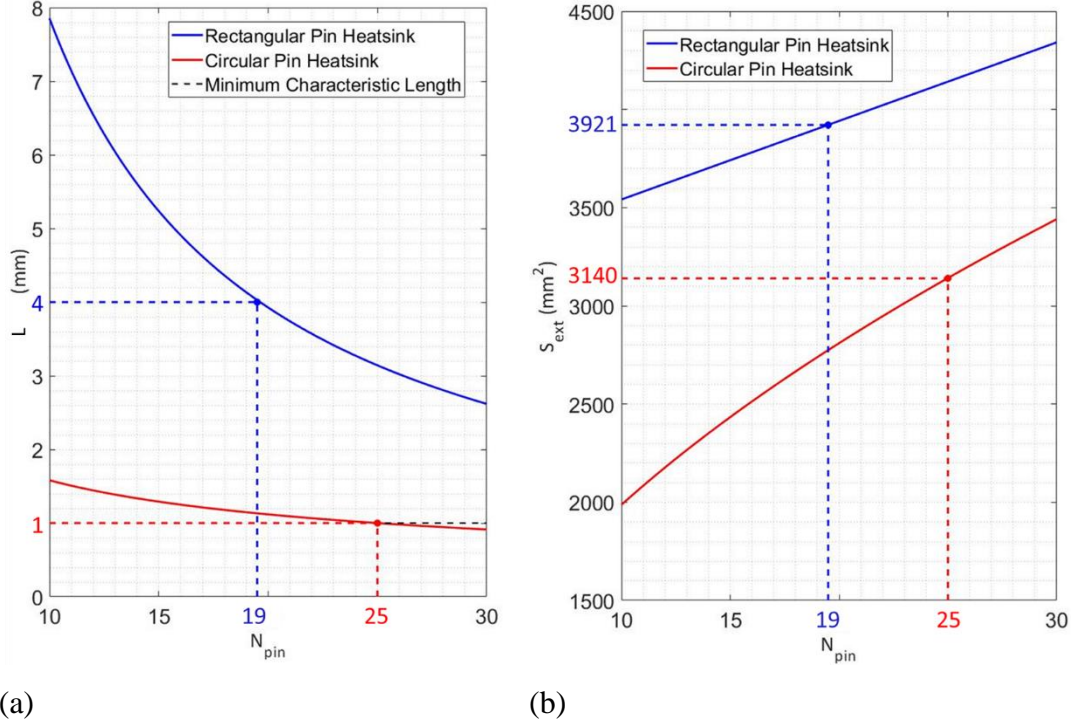 8
7
6
5
4
3
2
1
0
L (mm)
10 15 19 25 30
N_pin
Rectangular Pin Heatsink
Circular Pin Heatsink
Minimum Characteristic Length
(a)
4500
3921
3500
3140
3000
2500
2000
1500
S_ext (mm²)
10 15 19 25 30
N_pin
Rectangular Pin Heatsink
Circular Pin Heatsink
(b)